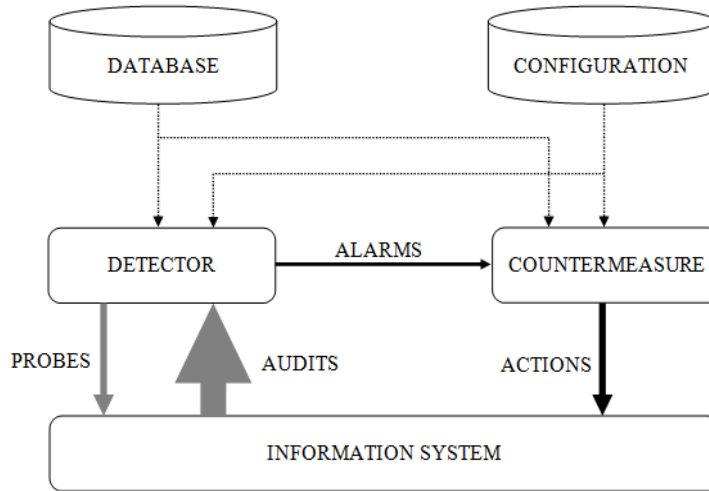 DATABASE
CONFIGURATION
DETECTOR
ALARMS
COUNTERMEASURE
PROBES
AUDITS
ACTIONS
INFORMATION SYSTEM